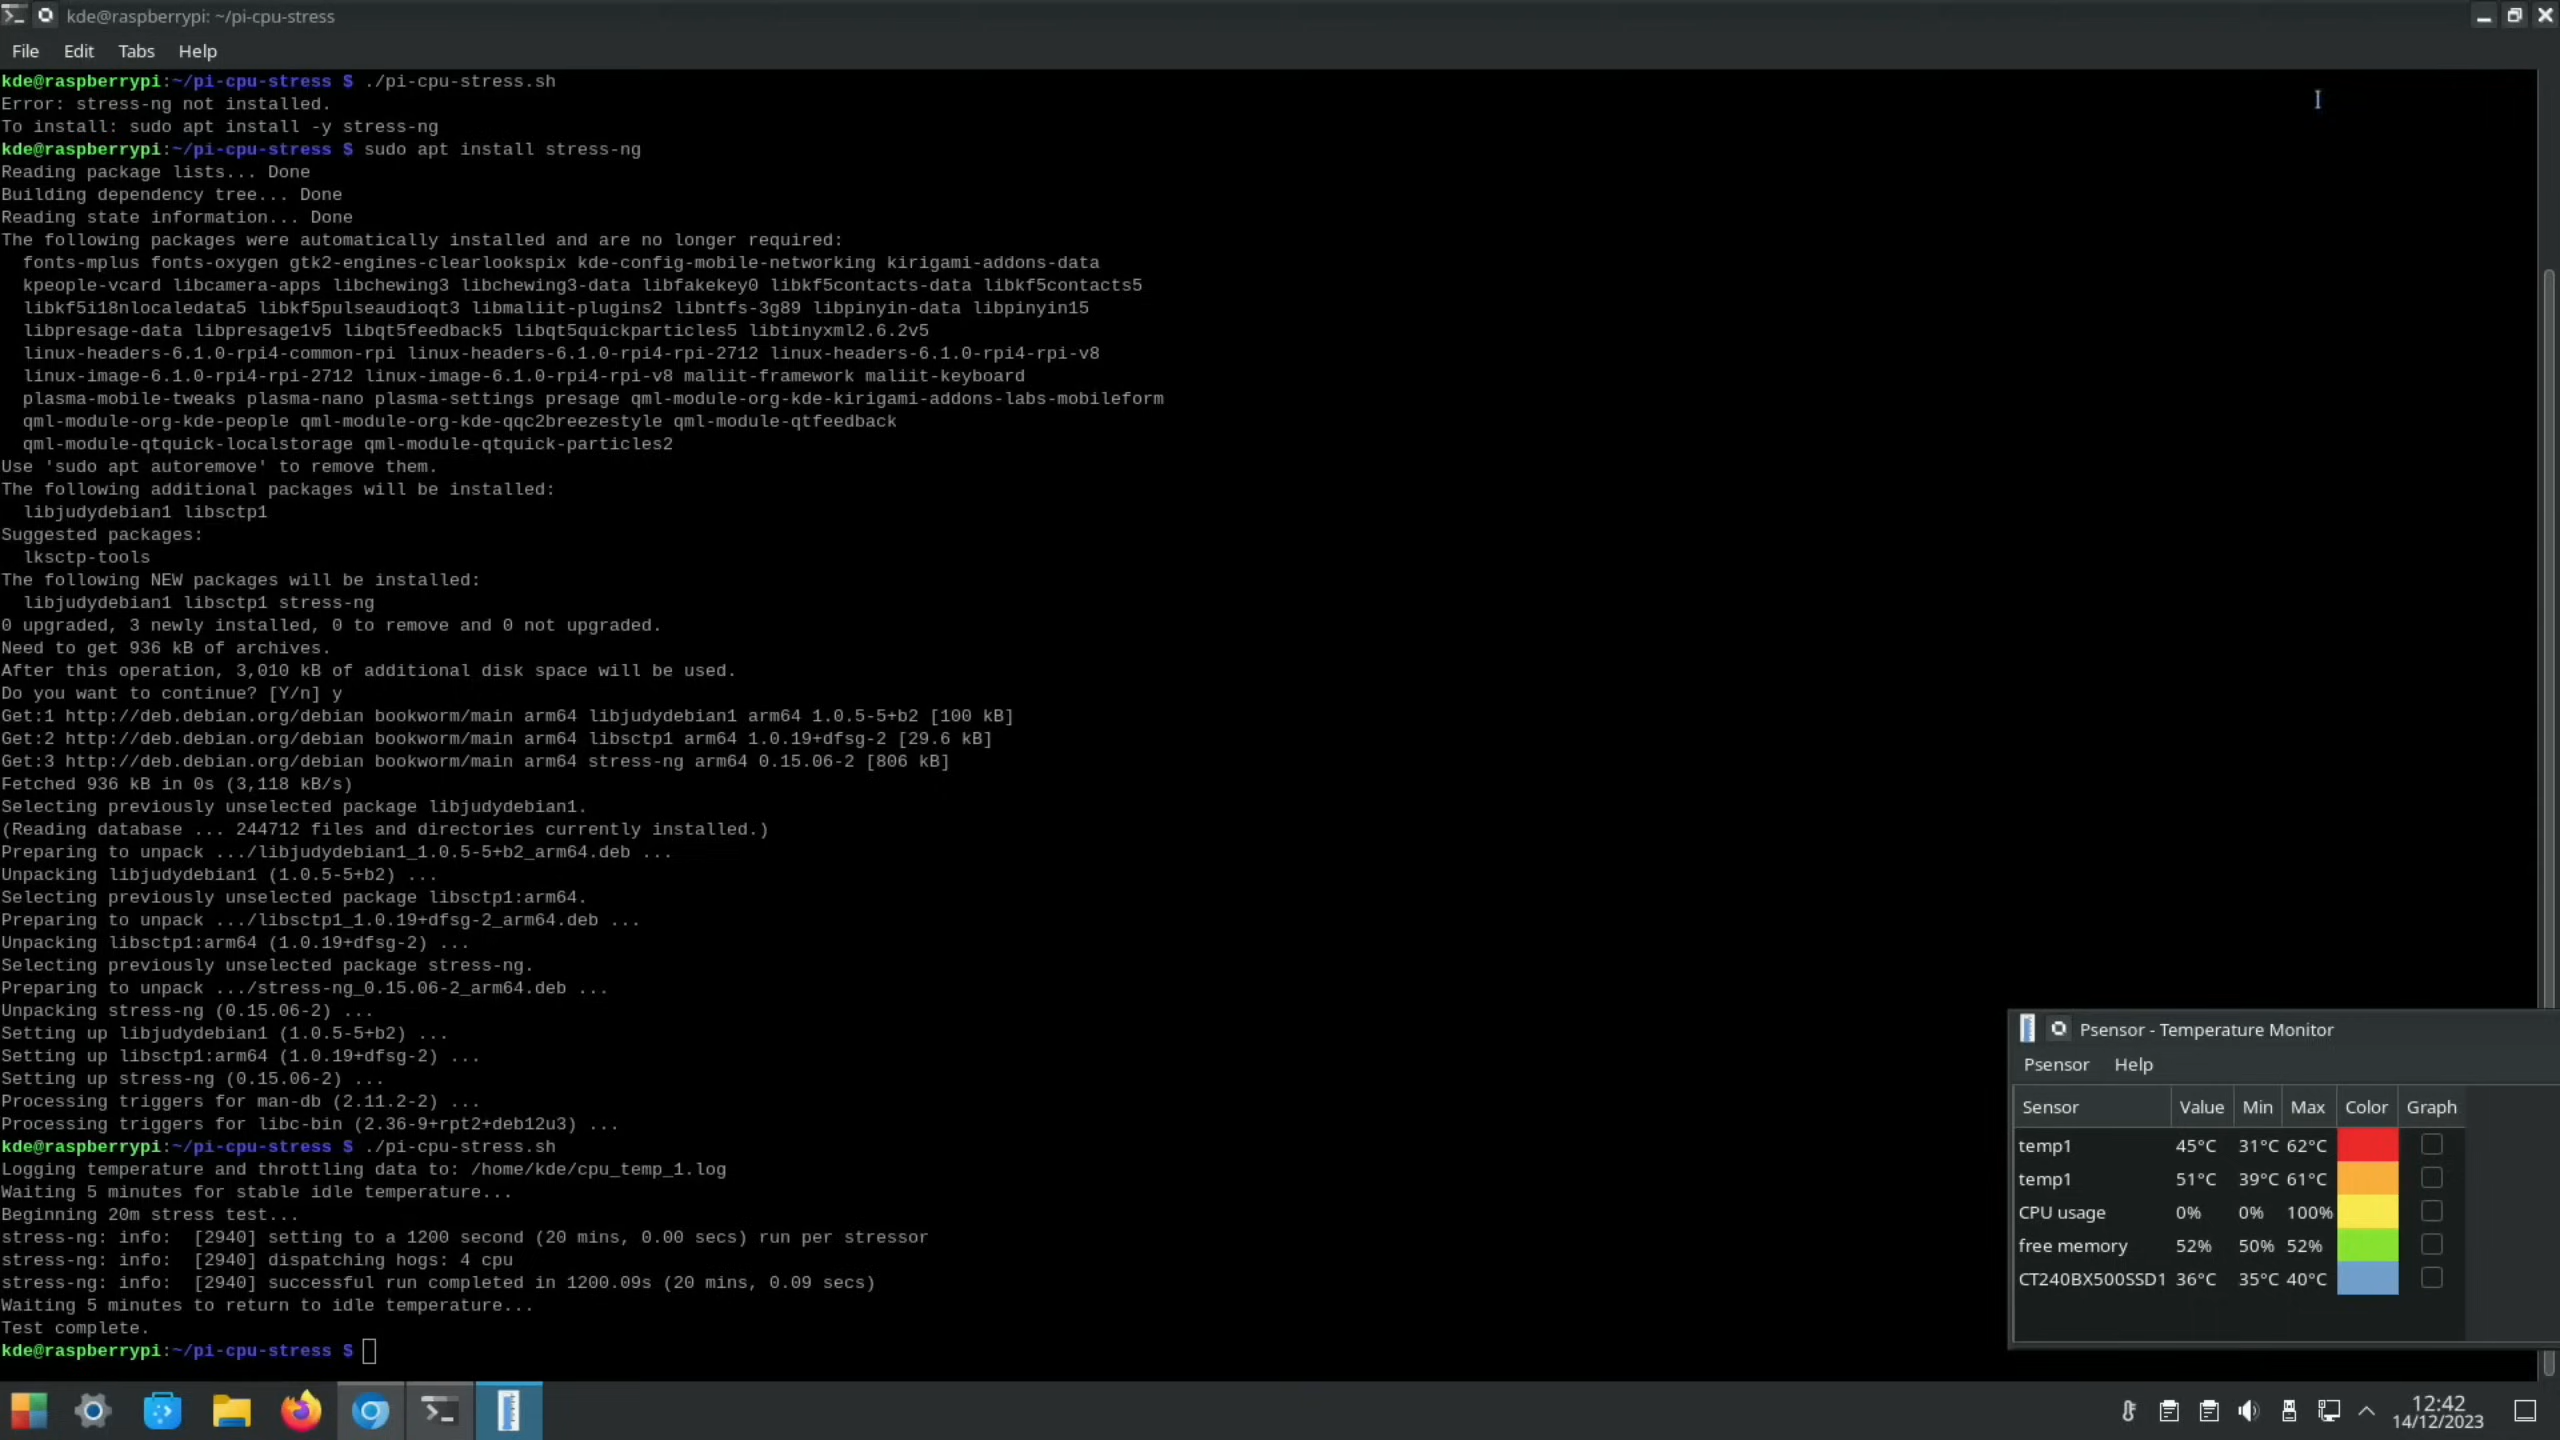 kde@raspberrypi: ~/pi-cpu-stress
File Edit Tabs Help
kde@raspberrypi:~/pi-cpu-stress $ ./pi-cpu-stress.sh
Error: stress-ng not installed.
To install: sudo apt install -y stress-ng
kde@raspberrypi:~/pi-cpu-stress $ sudo apt install stress-ng
Reading package lists... Done
Building dependency tree... Done
Reading state information... Done
The following packages were automatically installed and are no longer required:
  fonts-mplus fonts-oxygen gtk2-engines-clearlookspix kde-config-mobile-networking kirigami-addons-data
  kpeople-vcard libcamera-apps libchewing3 libchewing3-data libfakekey0 libkf5contacts-data libkf5contacts5
  libkf5i18nlocaledata5 libkf5pulseaudioqt3 libmaliit-plugins2 libntfs-3g89 libpinyin-data libpinyin15
  libpresage-data libpresage1v5 libqt5feedback5 libqt5quickparticles5 libtinyxml2.6.2v5
  linux-headers-6.1.0-rpi4-common-rpi linux-headers-6.1.0-rpi4-rpi-2712 linux-headers-6.1.0-rpi4-rpi-v8
  linux-image-6.1.0-rpi4-rpi-2712 linux-image-6.1.0-rpi4-rpi-v8 maliit-framework maliit-keyboard
  plasma-mobile-tweaks plasma-nano plasma-settings presage qml-module-org-kde-kirigami-addons-labs-mobileform
  qml-module-org-kde-people qml-module-org-kde-qqc2breezestyle qml-module-qtfeedback
  qml-module-qtquick-localstorage qml-module-qtquick-particles2
Use 'sudo apt autoremove' to remove them.
The following additional packages will be installed:
  libjudydebian1 libsctp1
Suggested packages:
  lksctp-tools
The following NEW packages will be installed:
  libjudydebian1 libsctp1 stress-ng
0 upgraded, 3 newly installed, 0 to remove and 0 not upgraded.
Need to get 936 kB of archives.
After this operation, 3,010 kB of additional disk space will be used.
Do you want to continue? [Y/n] y
Get:1 http://deb.debian.org/debian bookworm/main arm64 libjudydebian1 arm64 1.0.5-5+b2 [100 kB]
Get:2 http://deb.debian.org/debian bookworm/main arm64 libsctp1 arm64 1.0.19+dfsg-2 [29.6 kB]
Get:3 http://deb.debian.org/debian bookworm/main arm64 stress-ng arm64 0.15.06-2 [806 kB]
Fetched 936 kB in 0s (3,118 kB/s)
Selecting previously unselected package libjudydebian1.
(Reading database ... 244712 files and directories currently installed.)
Preparing to unpack .../libjudydebian1_1.0.5-5+b2_arm64.deb ...
Unpacking libjudydebian1 (1.0.5-5+b2) ...
Selecting previously unselected package libsctp1:arm64.
Preparing to unpack .../libsctp1_1.0.19+dfsg-2_arm64.deb ...
Unpacking libsctp1:arm64 (1.0.19+dfsg-2) ...
Selecting previously unselected package stress-ng.
Preparing to unpack .../stress-ng_0.15.06-2_arm64.deb ...
Unpacking stress-ng (0.15.06-2) ...
Setting up libjudydebian1 (1.0.5-5+b2) ...
Setting up libsctp1:arm64 (1.0.19+dfsg-2) ...
Setting up stress-ng (0.15.06-2) ...
Processing triggers for man-db (2.11.2-2) ...
Processing triggers for libc-bin (2.36-9+rpt2+deb12u3) ...
kde@raspberrypi:~/pi-cpu-stress $ ./pi-cpu-stress.sh
Logging temperature and throttling data to: /home/kde/cpu_temp_1.log
Waiting 5 minutes for stable idle temperature...
Beginning 20m stress test...
stress-ng: info:  [2940] setting to a 1200 second (20 mins, 0.00 secs) run per stressor
stress-ng: info:  [2940] dispatching hogs: 4 cpu
stress-ng: info:  [2940] successful run completed in 1200.09s (20 mins, 0.09 secs)
Waiting 5 minutes to return to idle temperature...
Test complete.
kde@raspberrypi:~/pi-cpu-stress $
Psensor - Temperature Monitor
Psensor Help
Sensor Value Min Max Color Graph
temp1 45°C 31°C 62°C
temp1 51°C 39°C 61°C
CPU usage 0% 0% 100%
free memory 52% 50% 52%
CT240BX500SSD1 36°C 35°C 40°C
12:42
14/12/2023